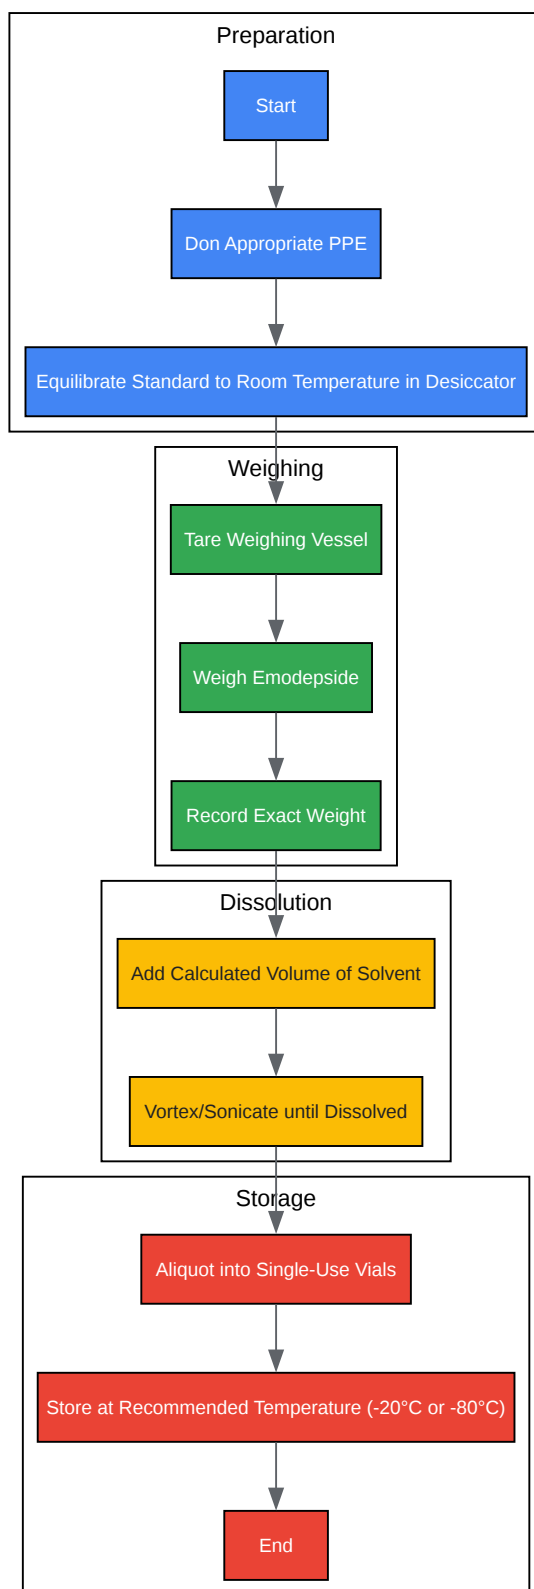 Preparation
Start
Don Appropriate PPE
Equilibrate Standard to Room Temperature in Desiccator
Weighing
Tare Weighing Vessel
Weigh Emodepside
Record Exact Weight
Dissolution
Add Calculated Volume of Solvent
Vortex/Sonicate until Dissolved
Storage
Aliquot into Single-Use Vials
Store at Recommended Temperature (-20°C or -80°C)
End